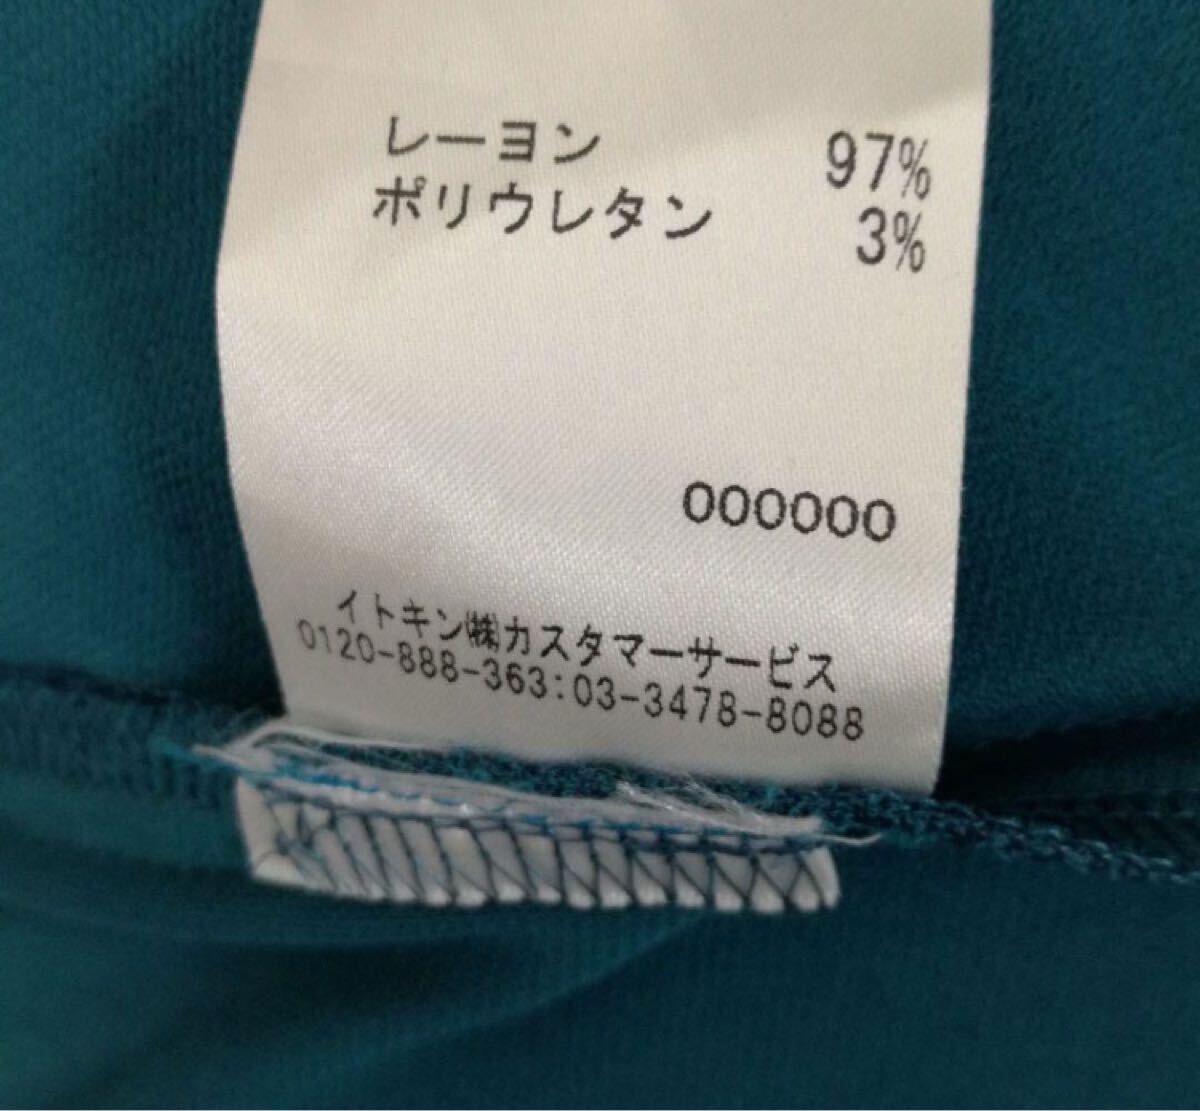 レーヨン 97%
ポリウレタン 3%
000000
イトキン㈱カスタマーサービス
0120-888-363:03-3478-8088